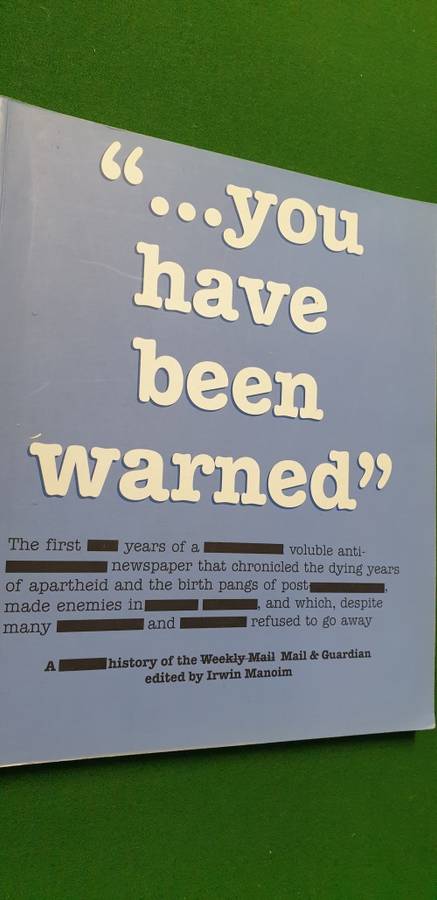 “...you
have
been
warned”
The first years of a voluble anti-
newspaper that chronicled the dying years
of apartheid and the birth pangs of post- ,
made enemies in , and which, despite
many and refused to go away
A history of the Weekly Mail Mail & Guardian
edited by Irwin Manoim